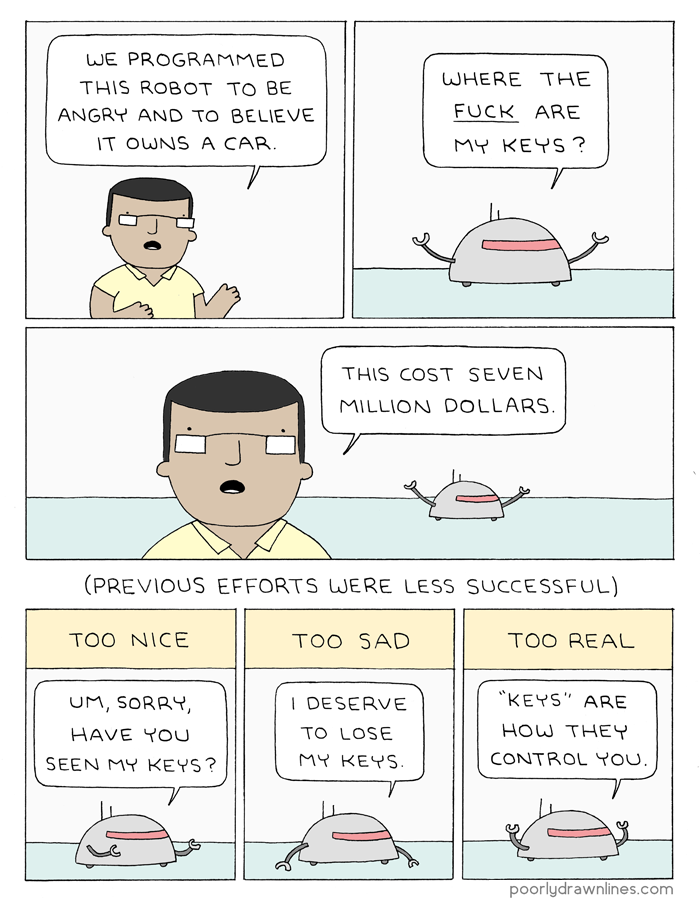 WE PROGRAMMED
THIS ROBOT TO BE
ANGRY AND TO BELIEVE
IT OWNS A CAR.
WHERE THE
FUCK ARE
MY KEYS?
THIS COST SEVEN
MILLION DOLLARS.
(PREVIOUS EFFORTS WERE LESS SUCCESSFUL)
TOO NICE
UM, SORRY,
HAVE YOU
SEEN MY KEYS?
TOO SAD
I DESERVE
TO LOSE
MY KEYS.
TOO REAL
"KEYS" ARE
HOW THEY
CONTROL YOU.
poorlydrawnlines.com